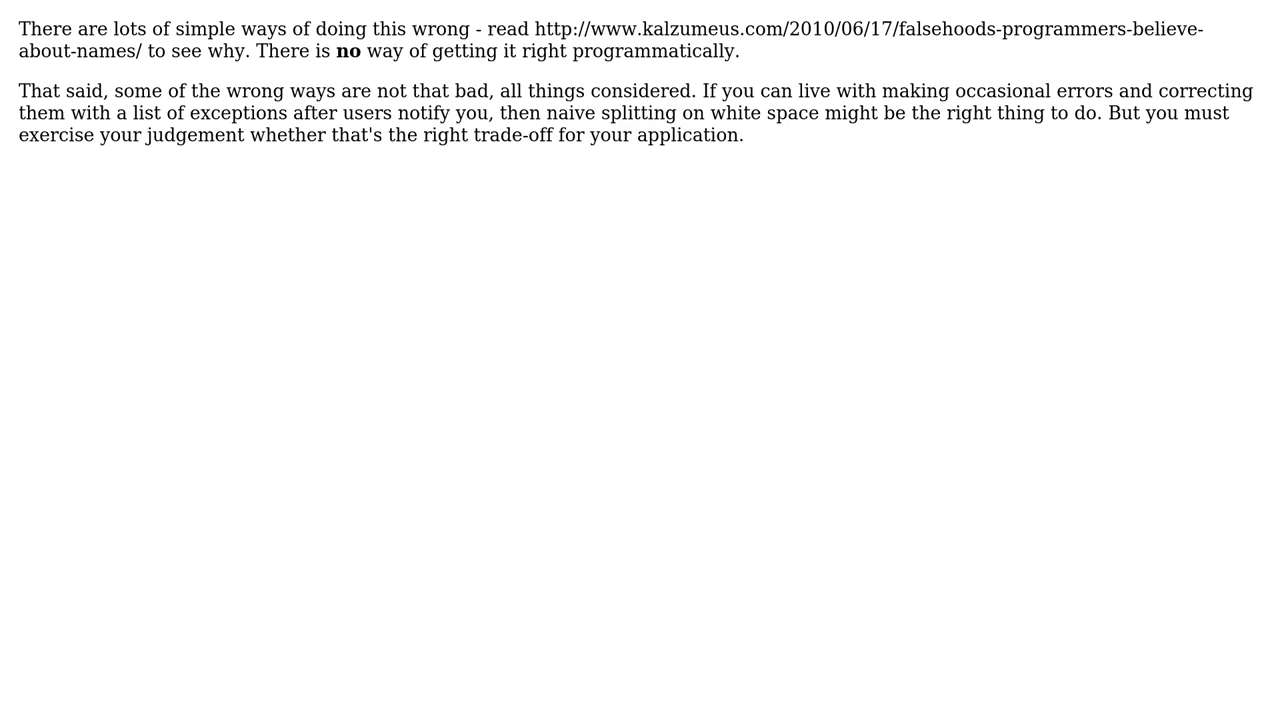 There are lots of simple ways of doing this wrong - read http://www.kalzumeus.com/2010/06/17/falsehoods-programmers-believe-
about-names/ to see why. There is no way of getting it right programmatically.
That said, some of the wrong ways are not that bad, all things considered. If you can live with making occasional errors and correcting
them with a list of exceptions after users notify you, then naive splitting on white space might be the right thing to do. But you must
exercise your judgement whether that's the right trade-off for your application.